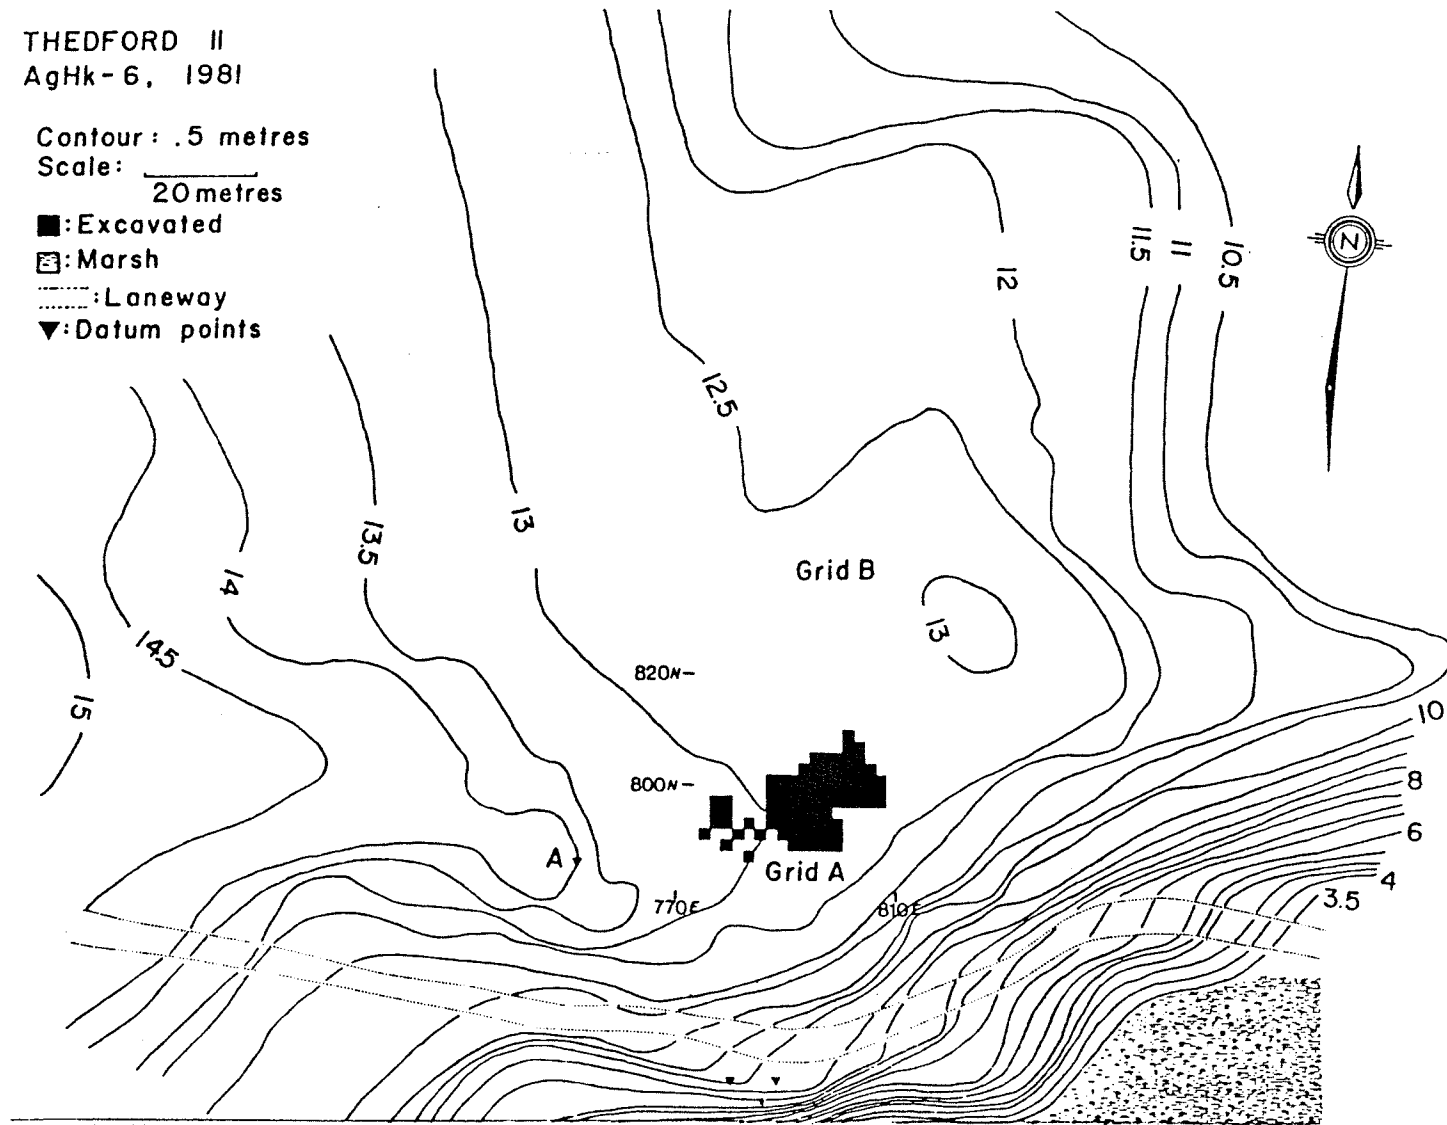 THEDFORD II
AgHk-6, 1981
Contour: .5 metres
Scale:
20 metres
■:Excavated
:Marsh
:Laneway
▼:Datum points
N
11.5
11
10.5
12
12.5
13
13.5
14
14.5
15
Grid B
13
820N
800N
10
8
6
4
3.5
A
Grid A
770E
810E